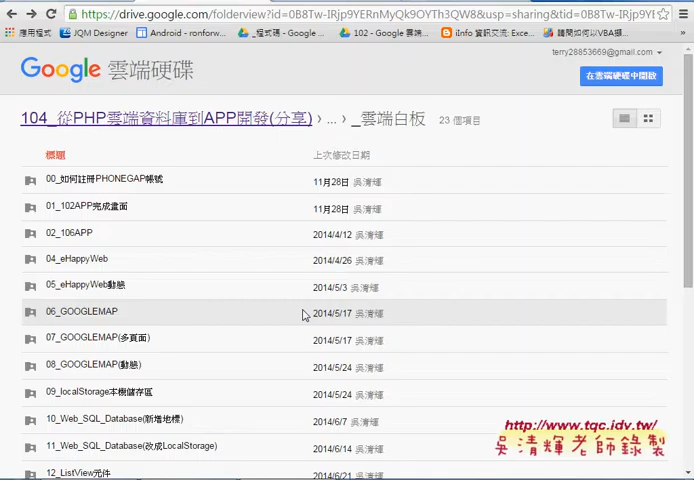 https://drive.google.com/folderview?id=0B8Tw-IRjp9YERnMyQk9OYTh3QW8&usp=sharing&tid=0B8Tw-IRjp9YE
應用程式 JQM Designer Android - ronforw... _程式碼 - Google ... 102 - Google 雲端... iInfo 資訊交流: Exce... 請問如何以VBA擷...
terry28853669@gmail.com
Google 雲端硬碟
在雲端硬碟中開啟
104_從PHP雲端資料庫到APP開發(分享) › ... › _雲端白板 23 個項目
標題 上次修改日期
00_如何註冊PHONEGAP帳號 11月28日 吳清輝
01_102APP完成畫面 11月28日 吳清輝
02_106APP 2014/4/12 吳清輝
04_eHappyWeb 2014/4/26 吳清輝
05_eHappyWeb動態 2014/5/3 吳清輝
06_GOOGLEMAP 2014/5/17 吳清輝
07_GOOGLEMAP(多頁面) 2014/5/17 吳清輝
08_GOOGLEMAP(動態) 2014/5/24 吳清輝
09_localStorage本機儲存區 2014/5/24 吳清輝
10_Web_SQL_Database(新增地標) 2014/6/7 吳清輝
11_Web_SQL_Database(改成LocalStorage) 2014/6/14 吳清輝
12_ListView元件 2014/6/21 吳清輝
http://www.tqc.idv.tw/
吳清輝老師錄製